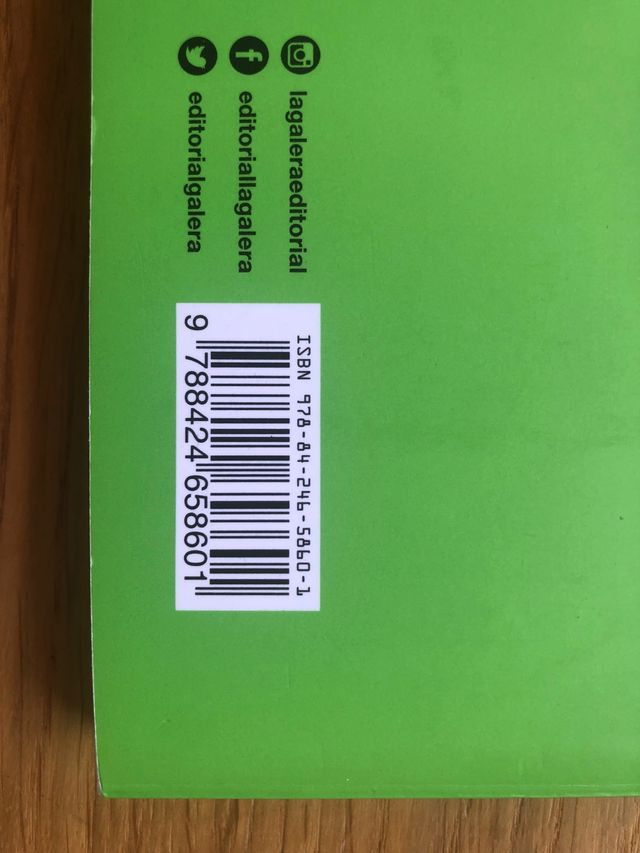 lagaleraeditorial
editoriallagalera
editorialgalera
ISBN 978-84-246-5860-1
9 788424 658601